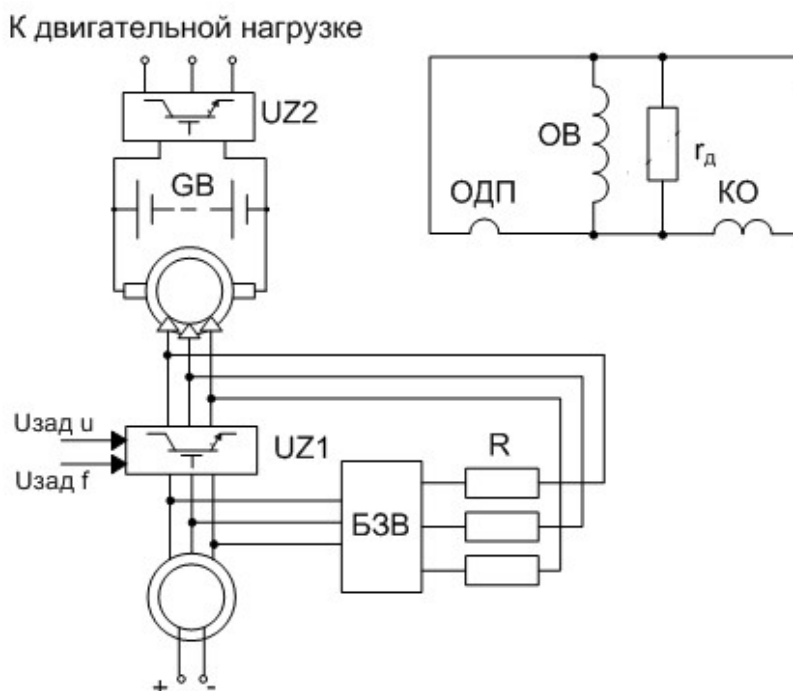 К двигательной нагрузке
UZ2
GB
ОВ
rд
ОДП
КО
Uзад u
UZ1
R
Uзад f
БЗВ
+ -